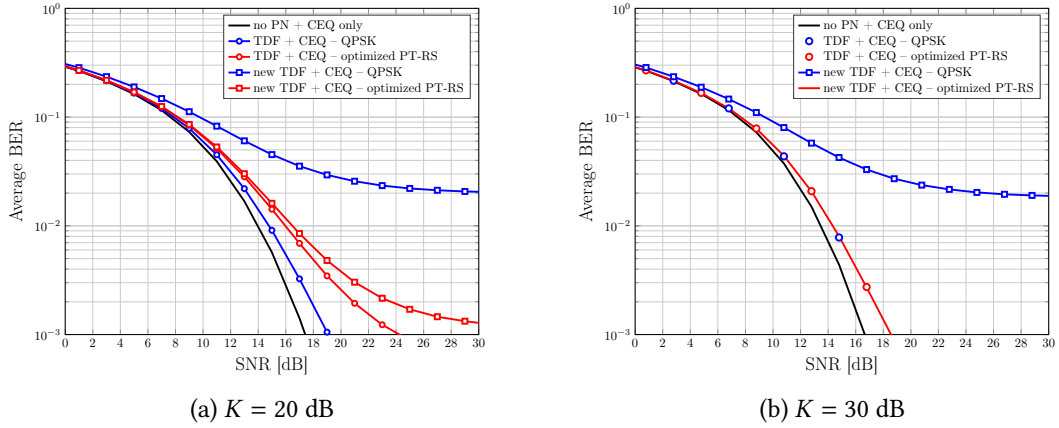 no PN + CEQ only
TDF + CEQ – QPSK
TDF + CEQ – optimized PT-RS
new TDF + CEQ – QPSK
new TDF + CEQ – optimized PT-RS
10^0
10^−1
10^−2
10^−3
Average BER
0 2 4 6 8 10 12 14 16 18 20 22 24 26 28 30
SNR [dB]
(a) K = 20 dB
no PN + CEQ only
TDF + CEQ – QPSK
TDF + CEQ – optimized PT-RS
new TDF + CEQ – QPSK
new TDF + CEQ – optimized PT-RS
10^0
10^−1
10^−2
10^−3
Average BER
0 2 4 6 8 10 12 14 16 18 20 22 24 26 28 30
SNR [dB]
(b) K = 30 dB